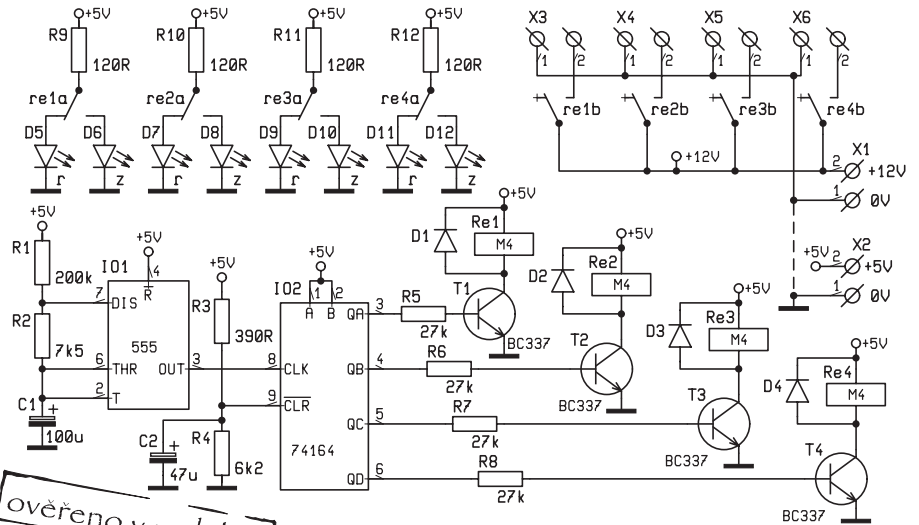 +5V +5V +5V +5V X3 X4 X5 X6
R9 R10 R11 R12
120R 120R 120R 120R
1 2 1 2 1 2 1 2
re1a re2a re3a re4a
re1b re2b re3b re4b
D5 D6 D7 D8 D9 D10 D11 D12
r z r z r z r z
+12V
X1
2 +12V
1 0V
X2
+5V 2 +5V
1 0V
+5V
R1
200k
R2
7k5
C1
+
100u
+5V
IO1
4
R
7 DIS
555
6 THR OUT 3
2 T
+5V
R3
390R
R4
6k2
C2
+
47u
+5V
IO2
1 2
A B
8 CLK
9 CLR
74164
QA 3
QB 4
QC 5
QD 6
R5
27k
R6
27k
R7
27k
R8
27k
+5V
D1 Re1
M4
T1
BC337
+5V
D2 Re2
M4
T2
BC337
+5V
D3 Re3
M4
T3
BC337
+5V
D4 Re4
M4
T4
BC337
ověřeno